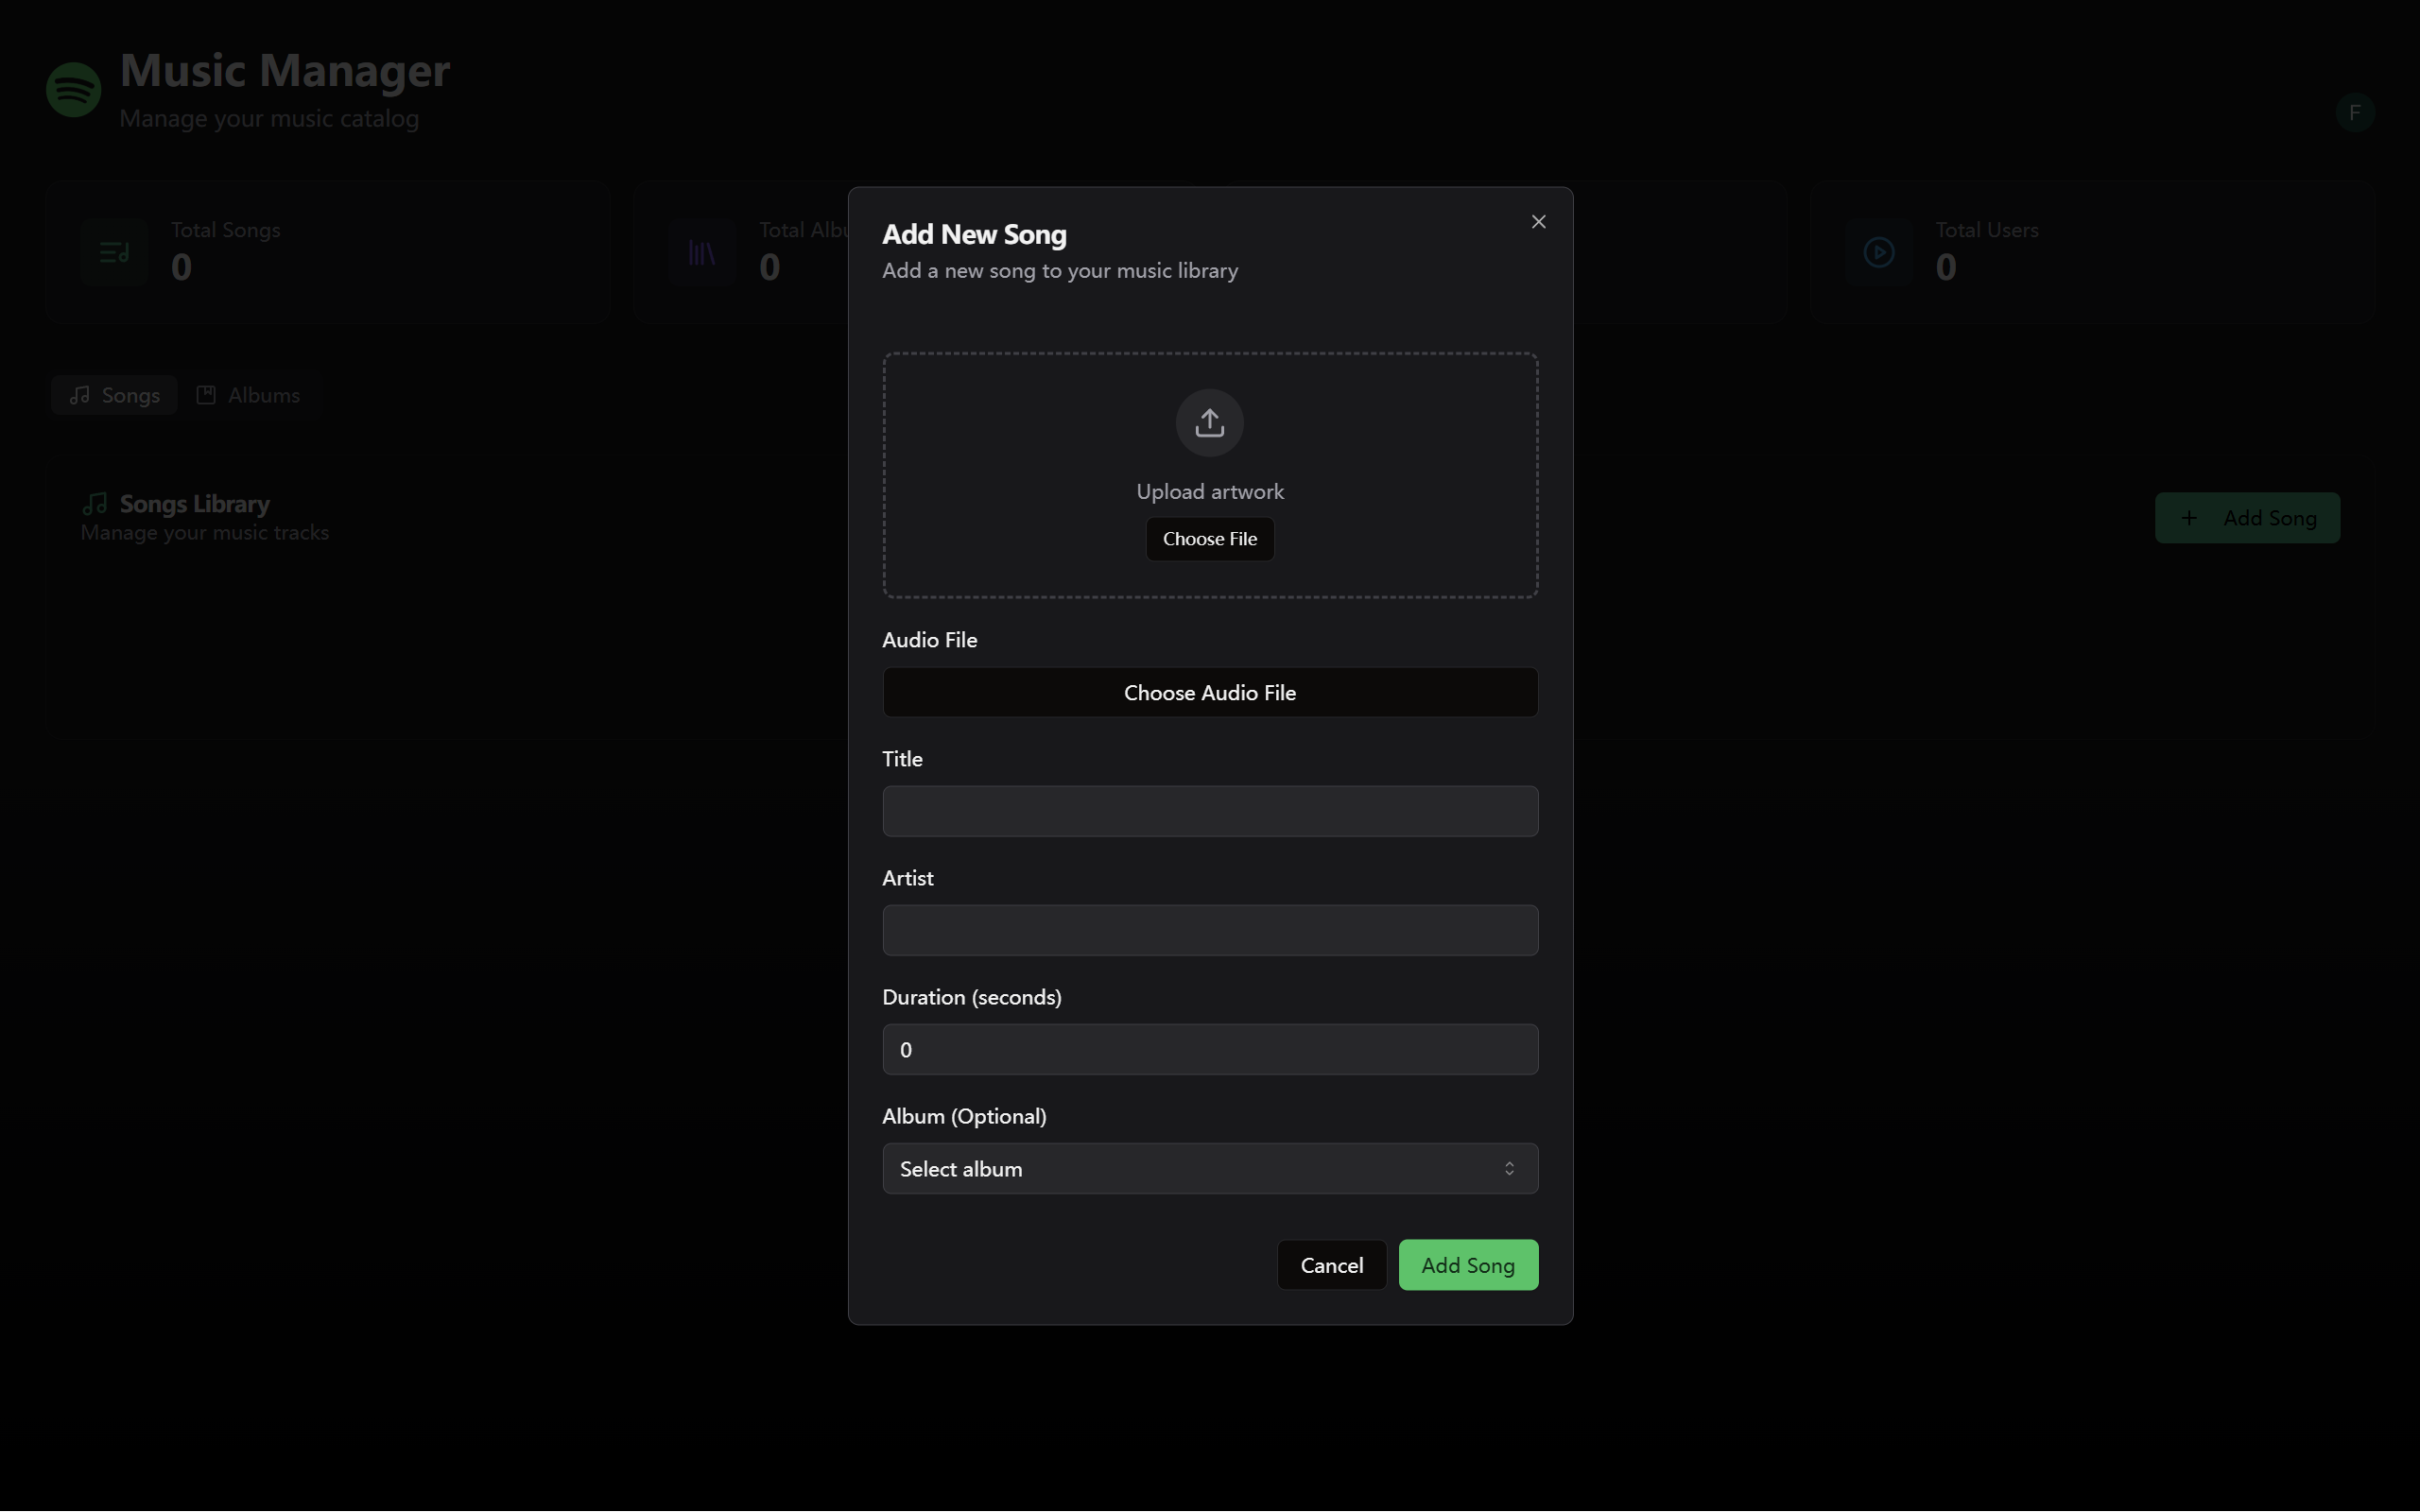 Music Manager
Manage your music catalog
F
Total Songs
0
Total Albu
0
Total Users
0
Songs
Albums
Songs Library
Manage your music tracks
+ Add Song
Add New Song
Add a new song to your music library
Upload artwork
Choose File
Audio File
Choose Audio File
Title
Artist
Duration (seconds)
0
Album (Optional)
Select album
Cancel
Add Song